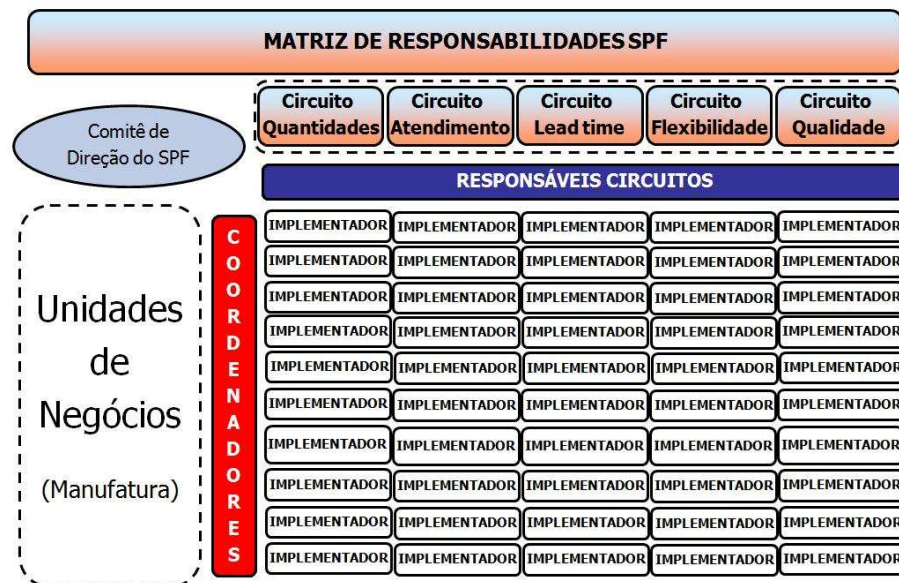 MATRIZ DE RESPONSABILIDADES SPF
Circuito Quantidades
Circuito Atendimento
Circuito Lead time
Circuito Flexibilidade
Circuito Qualidade
Comitê de
Direção do SPF
RESPONSÁVEIS CIRCUITOS
Unidades
de
Negócios
(Manufatura)
COORDENADORES
IMPLEMENTADOR IMPLEMENTADOR IMPLEMENTADOR IMPLEMENTADOR IMPLEMENTADOR
IMPLEMENTADOR IMPLEMENTADOR IMPLEMENTADOR IMPLEMENTADOR IMPLEMENTADOR
IMPLEMENTADOR IMPLEMENTADOR IMPLEMENTADOR IMPLEMENTADOR IMPLEMENTADOR
IMPLEMENTADOR IMPLEMENTADOR IMPLEMENTADOR IMPLEMENTADOR IMPLEMENTADOR
IMPLEMENTADOR IMPLEMENTADOR IMPLEMENTADOR IMPLEMENTADOR IMPLEMENTADOR
IMPLEMENTADOR IMPLEMENTADOR IMPLEMENTADOR IMPLEMENTADOR IMPLEMENTADOR
IMPLEMENTADOR IMPLEMENTADOR IMPLEMENTADOR IMPLEMENTADOR IMPLEMENTADOR
IMPLEMENTADOR IMPLEMENTADOR IMPLEMENTADOR IMPLEMENTADOR IMPLEMENTADOR
IMPLEMENTADOR IMPLEMENTADOR IMPLEMENTADOR IMPLEMENTADOR IMPLEMENTADOR
IMPLEMENTADOR IMPLEMENTADOR IMPLEMENTADOR IMPLEMENTADOR IMPLEMENTADOR